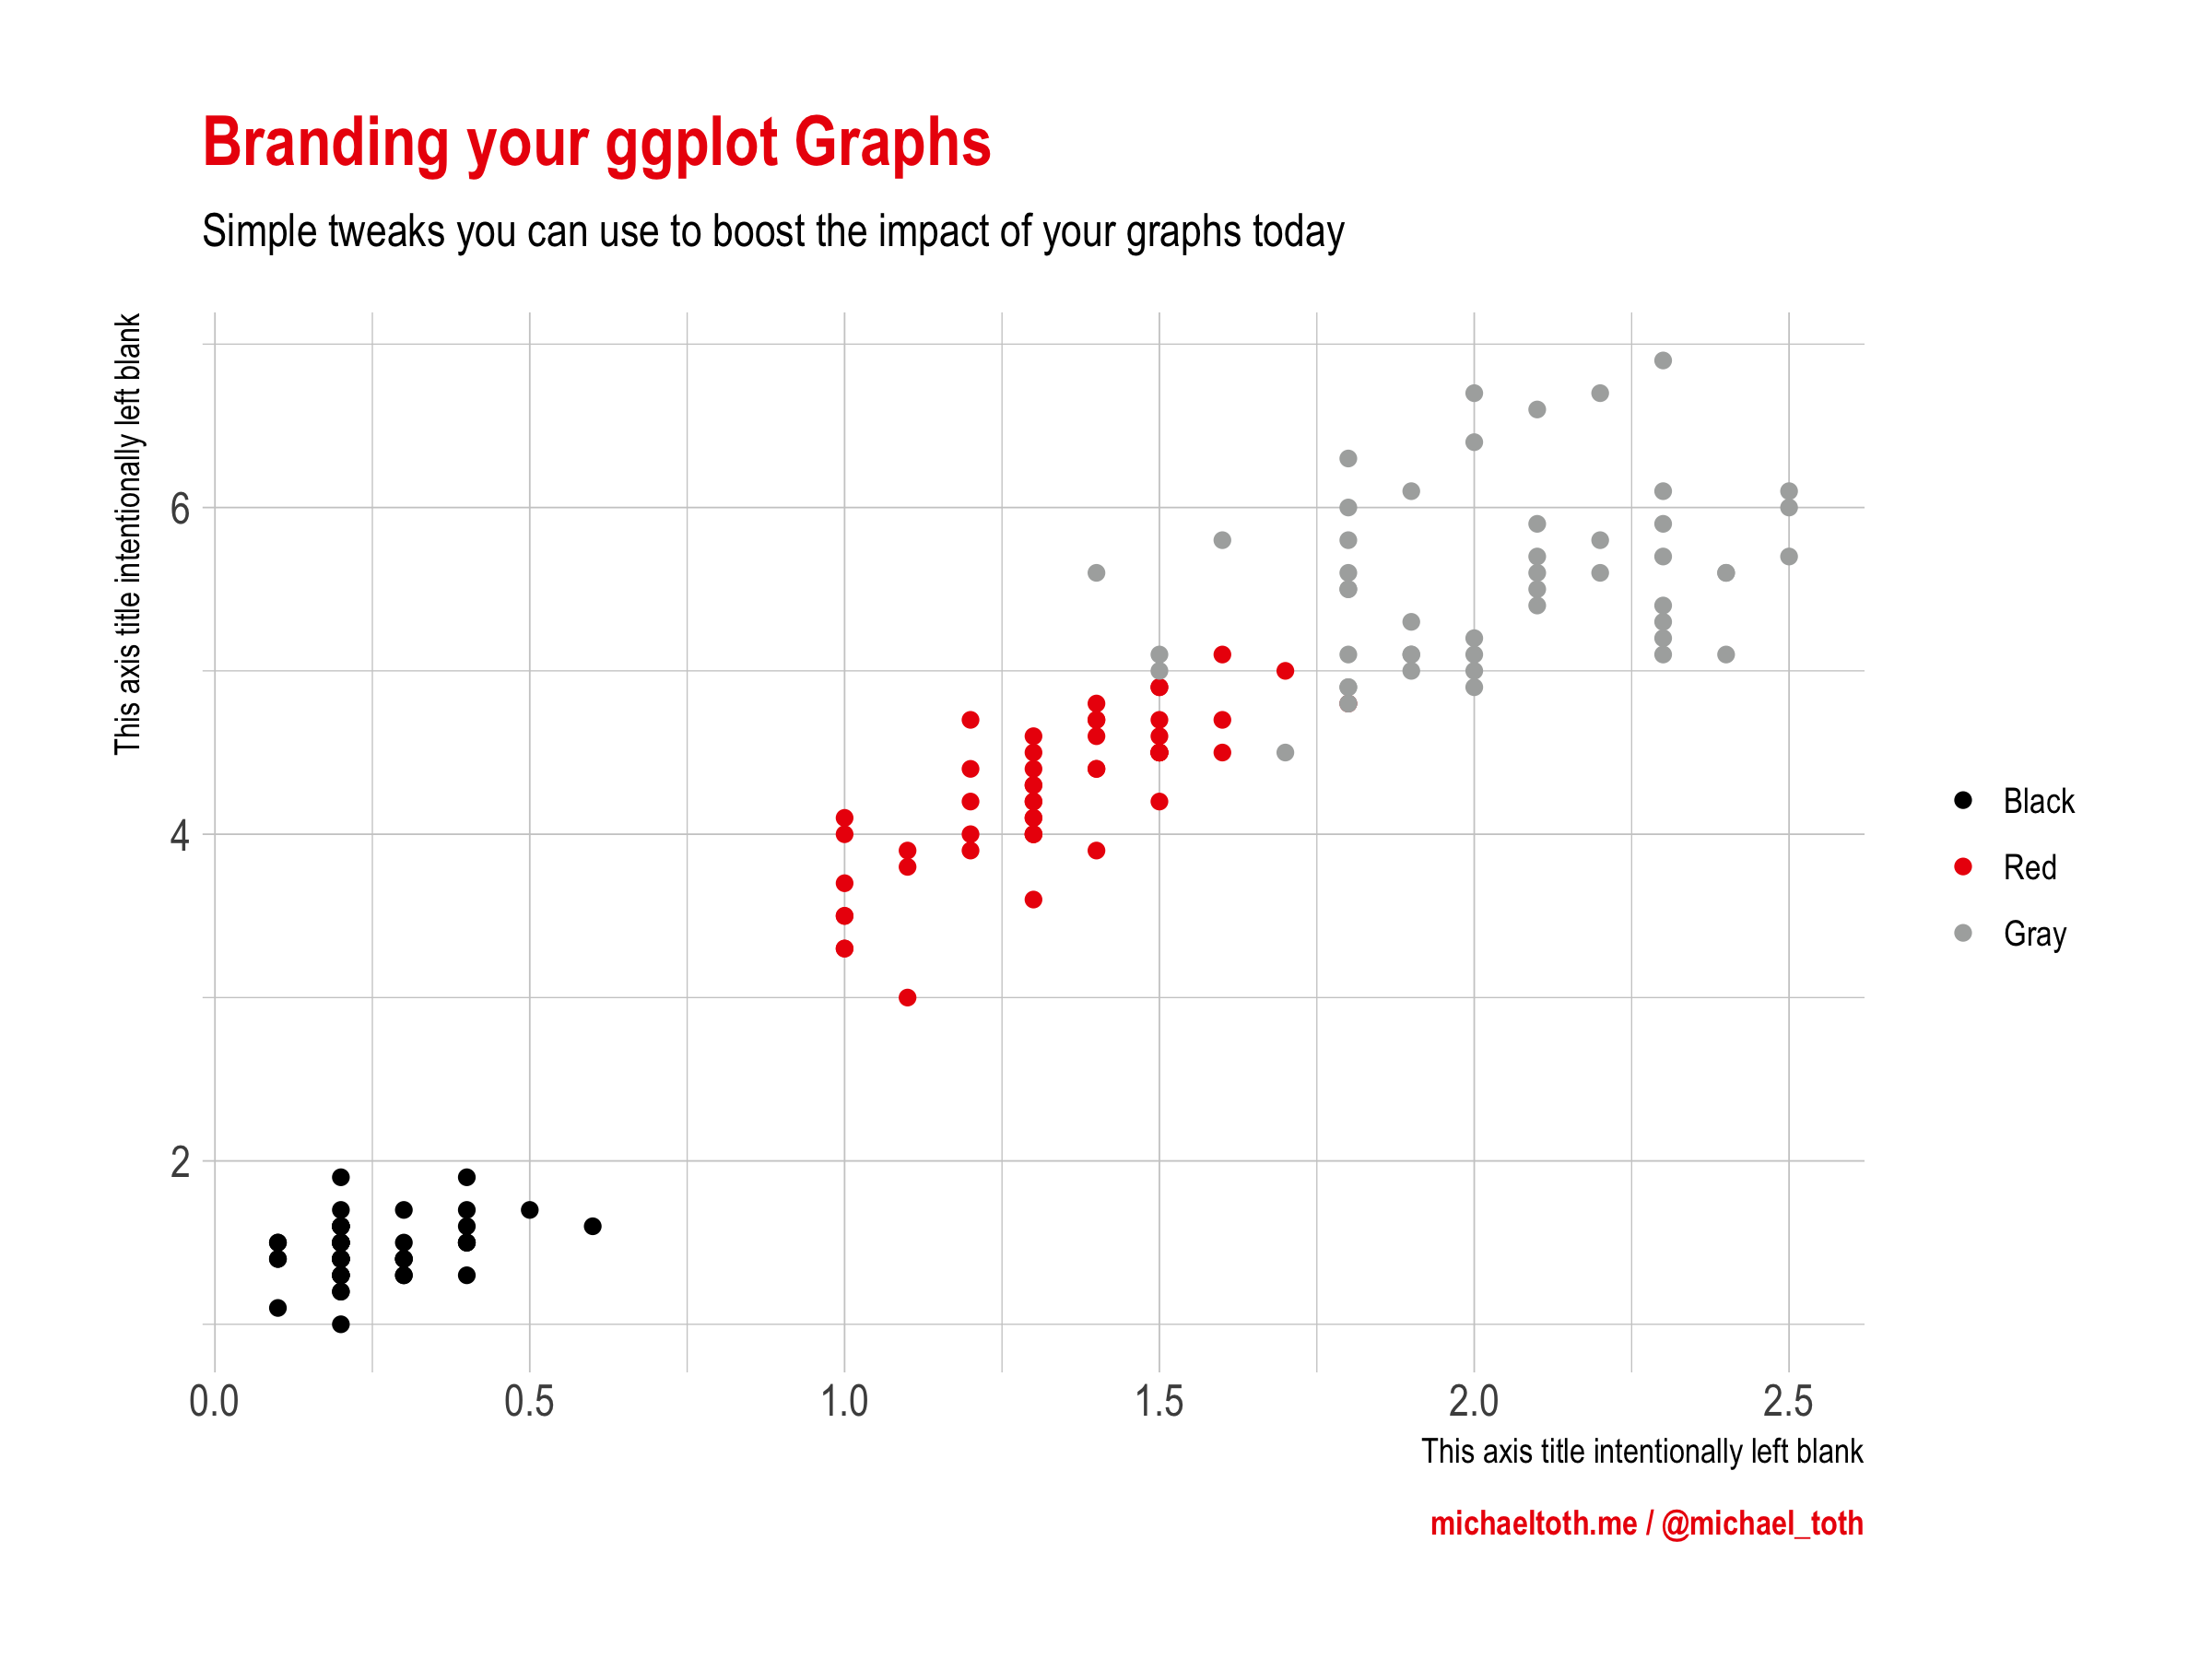 Branding your ggplot Graphs
Simple tweaks you can use to boost the impact of your graphs today
This axis title intentionally left blank
6
4
2
Black
Red
Gray
0.0 0.5 1.0 1.5 2.0 2.5
This axis title intentionally left blank
michaeltoth.me / @michael_toth